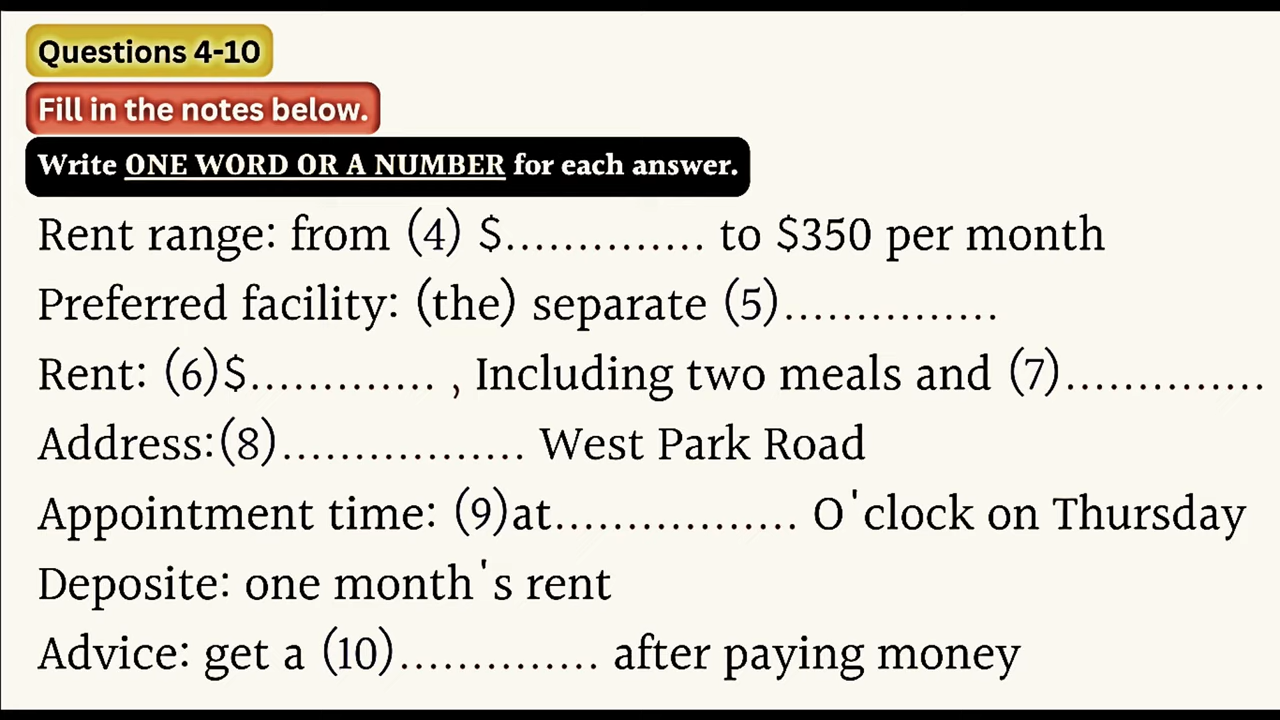 Questions 4-10
Fill in the notes below.
Write ONE WORD OR A NUMBER for each answer.
Rent range: from (4) $.............. to $350 per month
Preferred facility: (the) separate (5)...............
Rent: (6)$............. , Including two meals and (7)..............
Address:(8)................. West Park Road
Appointment time: (9)at................. O'clock on Thursday
Deposite: one month's rent
Advice: get a (10).............. after paying money